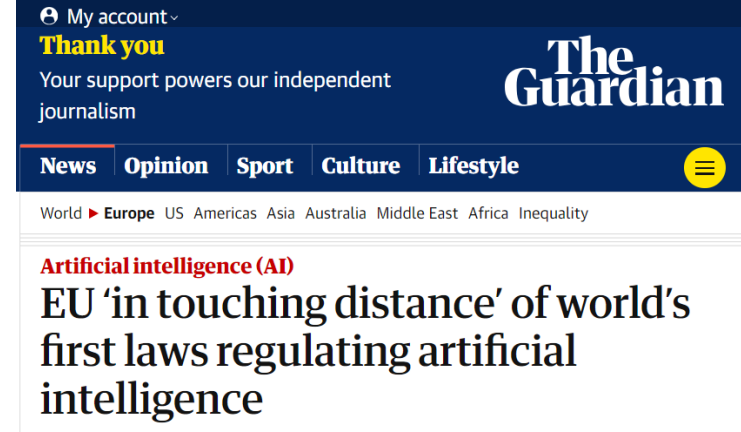 My account
Thank you
Your support powers our independent
journalism
The
Guardian
News Opinion Sport Culture Lifestyle
World Europe US Americas Asia Australia Middle East Africa Inequality
Artificial intelligence (AI)
EU ‘in touching distance’ of world’s
first laws regulating artificial
intelligence